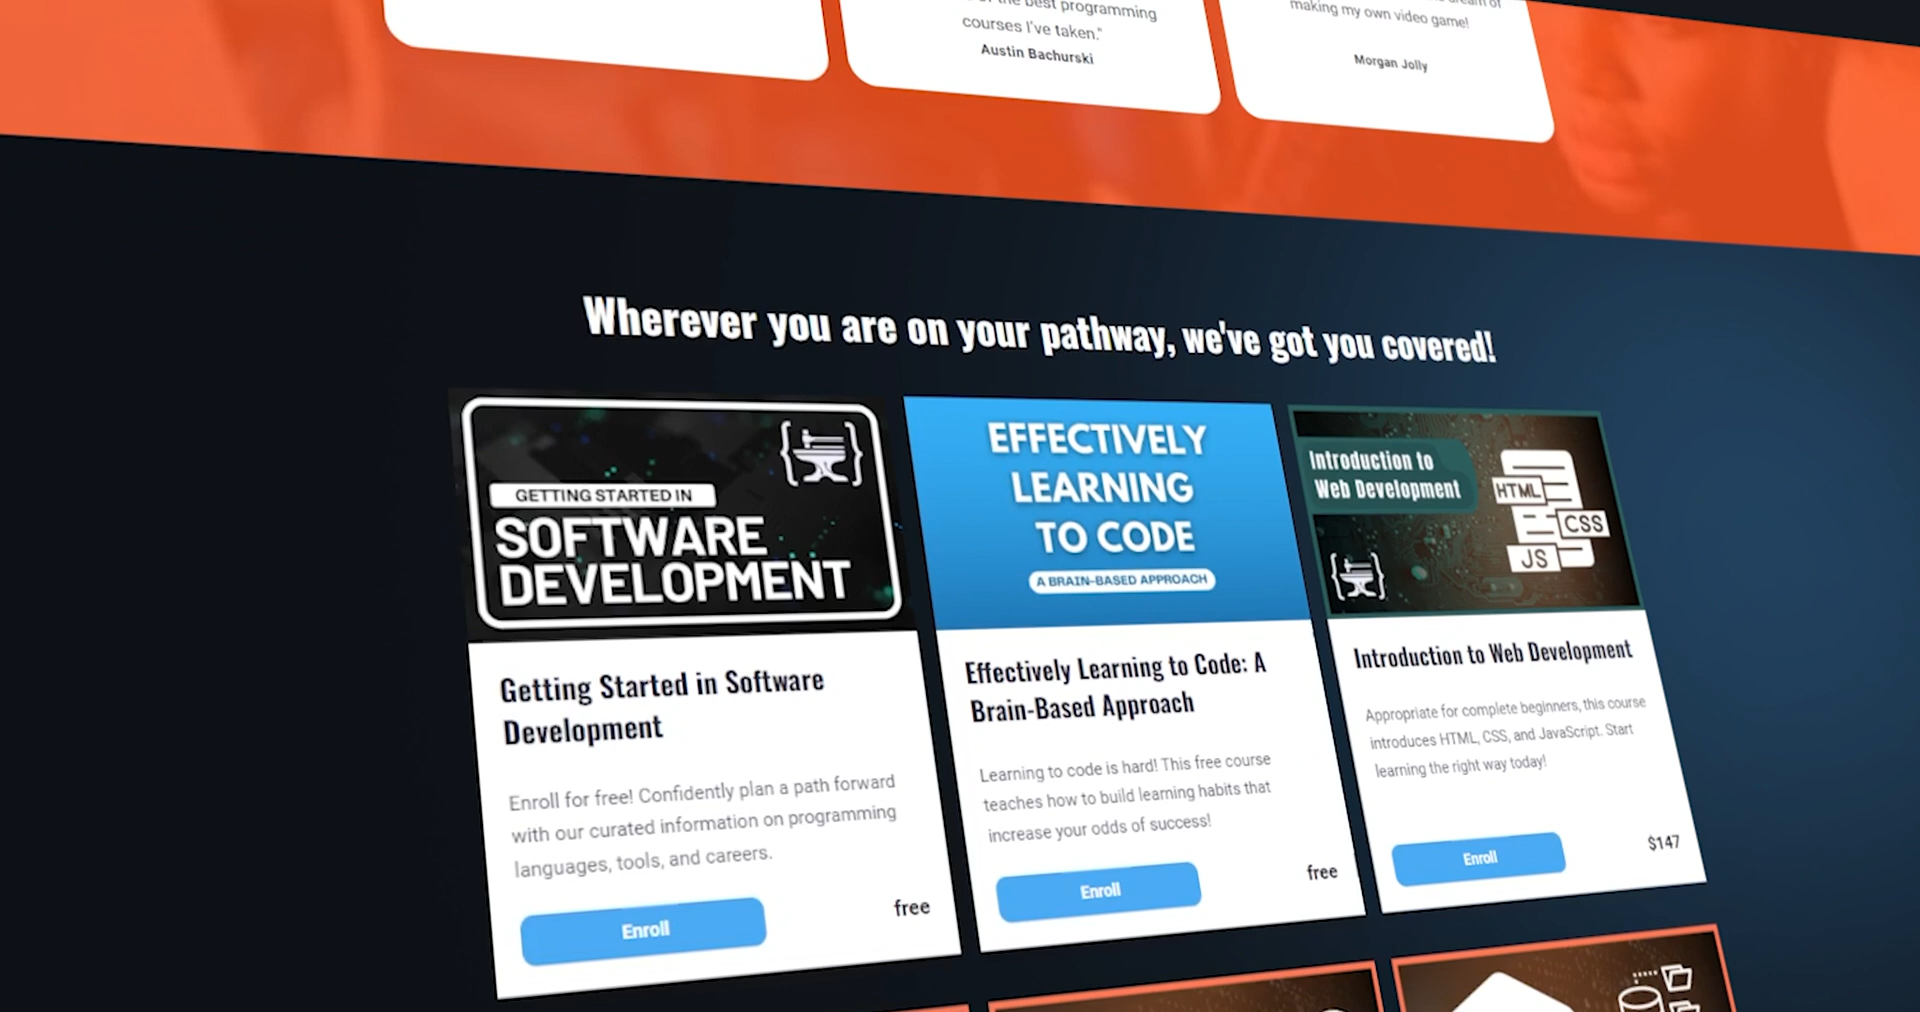 the best programming
courses I've taken."
Austin Bachurski
making my own video game!
Morgan Jolly
Wherever you are on your pathway, we've got you covered!
GETTING STARTED IN
SOFTWARE
DEVELOPMENT
Getting Started in Software
Development
Enroll for free! Confidently plan a path forward
with our curated information on programming
languages, tools, and careers.
Enroll
free
EFFECTIVELY
LEARNING
TO CODE
A BRAIN-BASED APPROACH
Effectively Learning to Code: A
Brain-Based Approach
Learning to code is hard! This free course
teaches how to build learning habits that
increase your odds of success!
Enroll
free
Introduction to
Web Development
HTML
CSS
JS
Introduction to Web Development
Appropriate for complete beginners, this course
introduces HTML, CSS, and JavaScript. Start
learning the right way today!
Enroll
$147